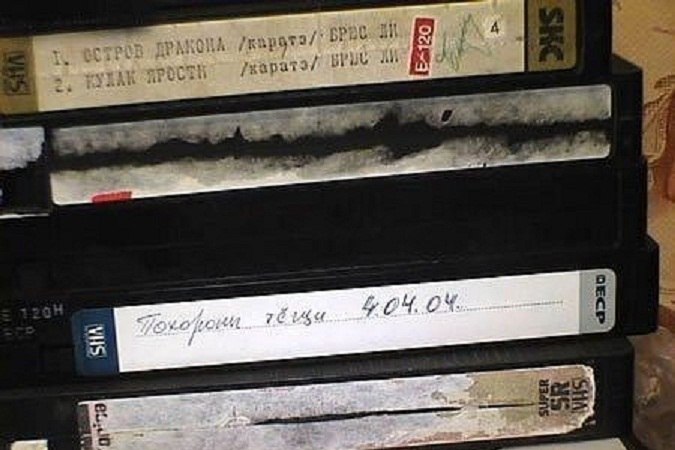 VHS
1. ОСТРОВ ДРАКОНА /каратэ/ БРЮС ЛИ
2. КУЛАК ЯРОСТИ /каратэ/ БРЮС ЛИ
E-120
4
SKC
E 120H
VHS
Похороны тёщи 4 04.04.
DECP
SUPER
SR